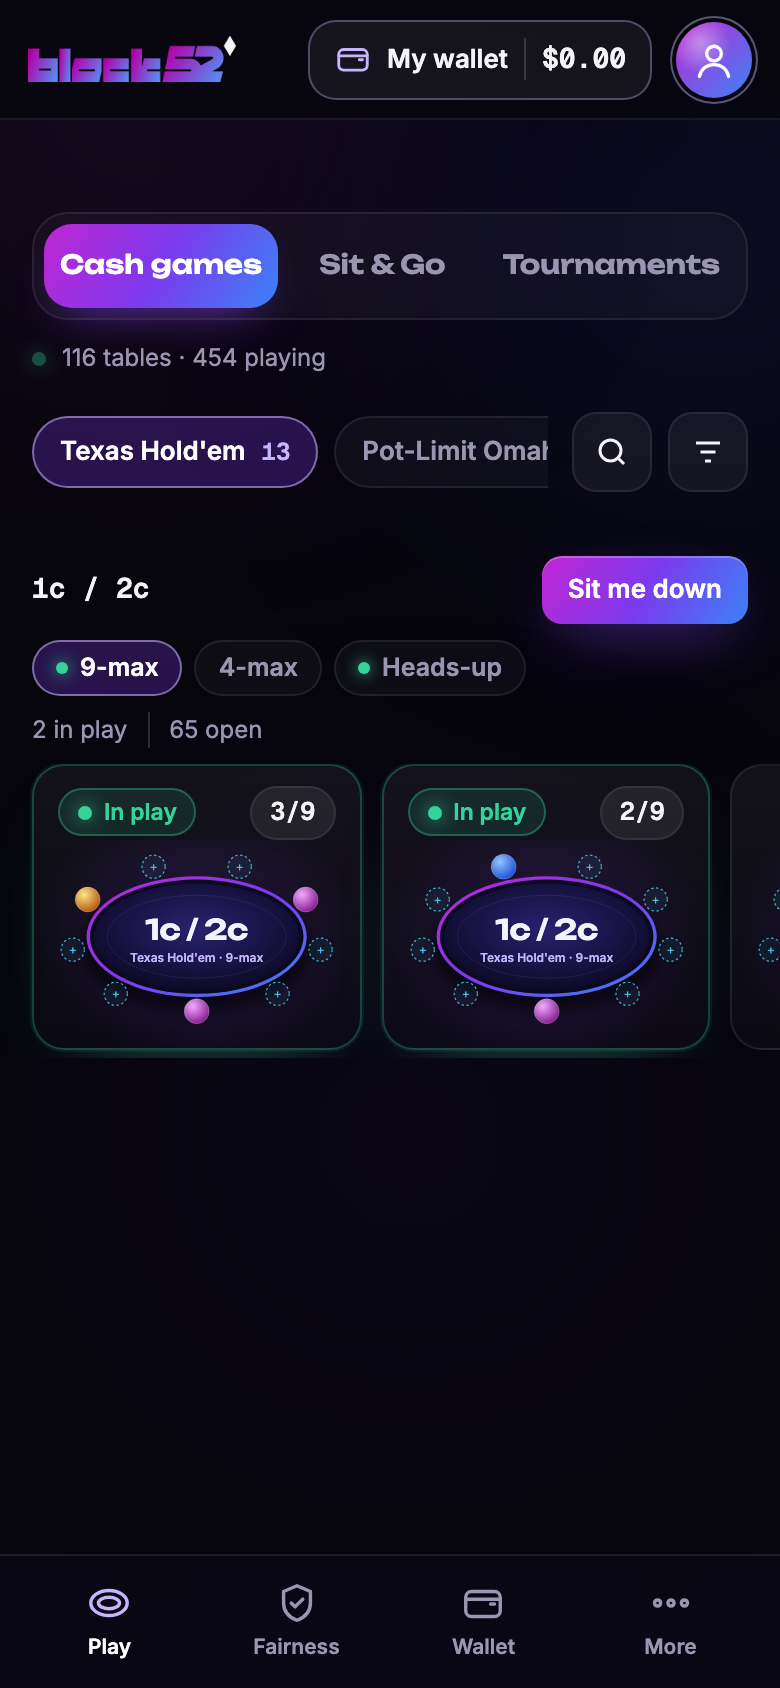 block52
My wallet $0.00
Cash games Sit & Go Tournaments
116 tables · 454 playing
Texas Hold'em 13 Pot-Limit Omah
1c / 2c Sit me down
9-max 4-max Heads-up
2 in play 65 open
In play 3/9 In play 2/9
1c / 2c 1c / 2c
Texas Hold'em · 9-max Texas Hold'em · 9-max
Play Fairness Wallet More